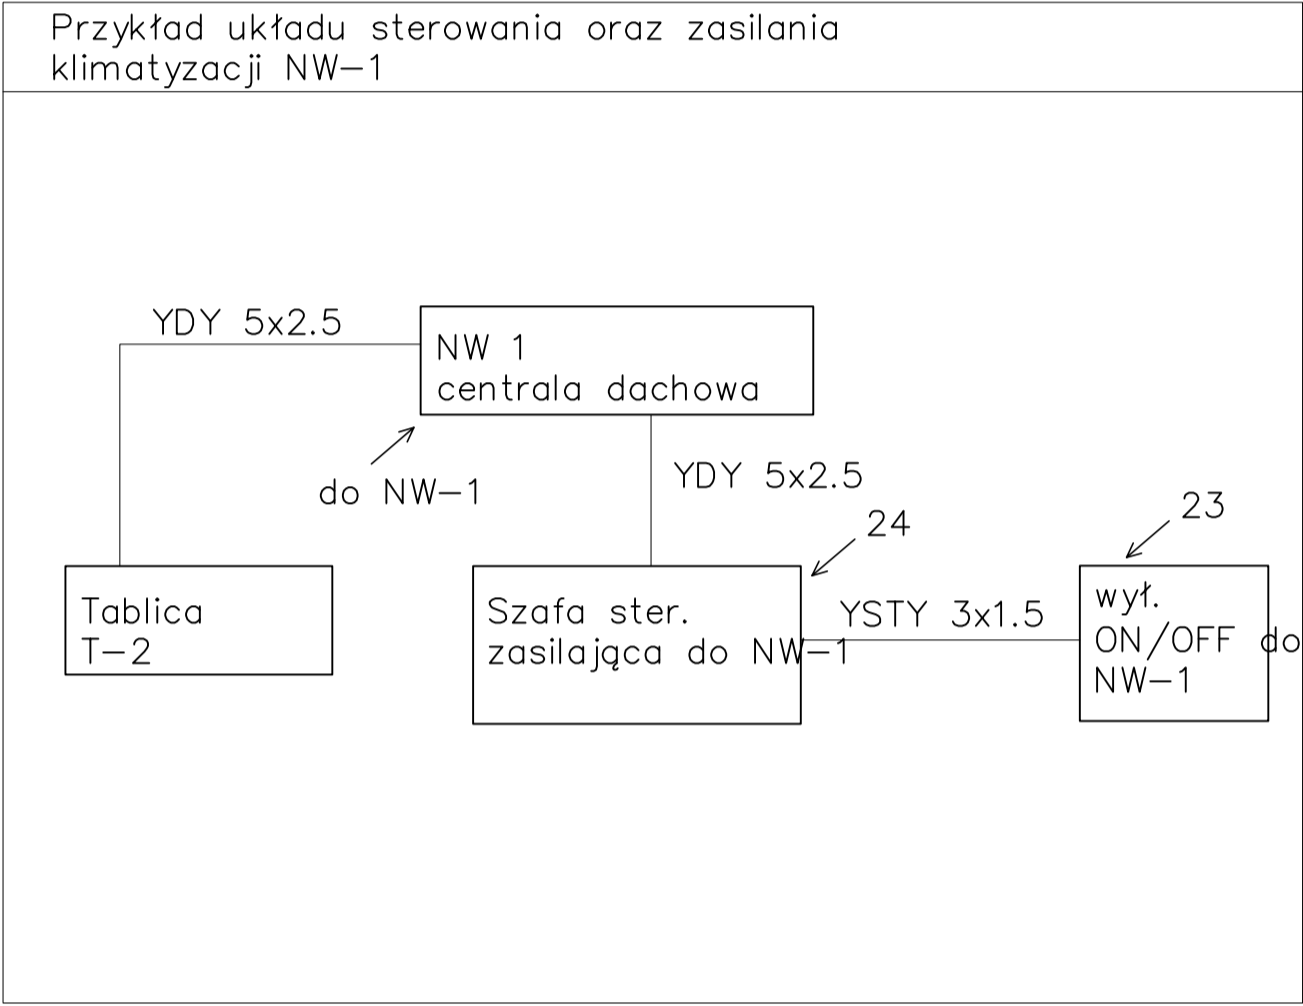 Przykład układu sterowania oraz zasilania
klimatyzacji NW-1
YDY 5x2.5
NW 1
centrala dachowa
do NW-1
YDY 5x2.5
24
23
Tablica
T-2
Szafa ster.
zasilająca do NW-1
YSTY 3x1.5
wył.
ON/OFF do
NW-1